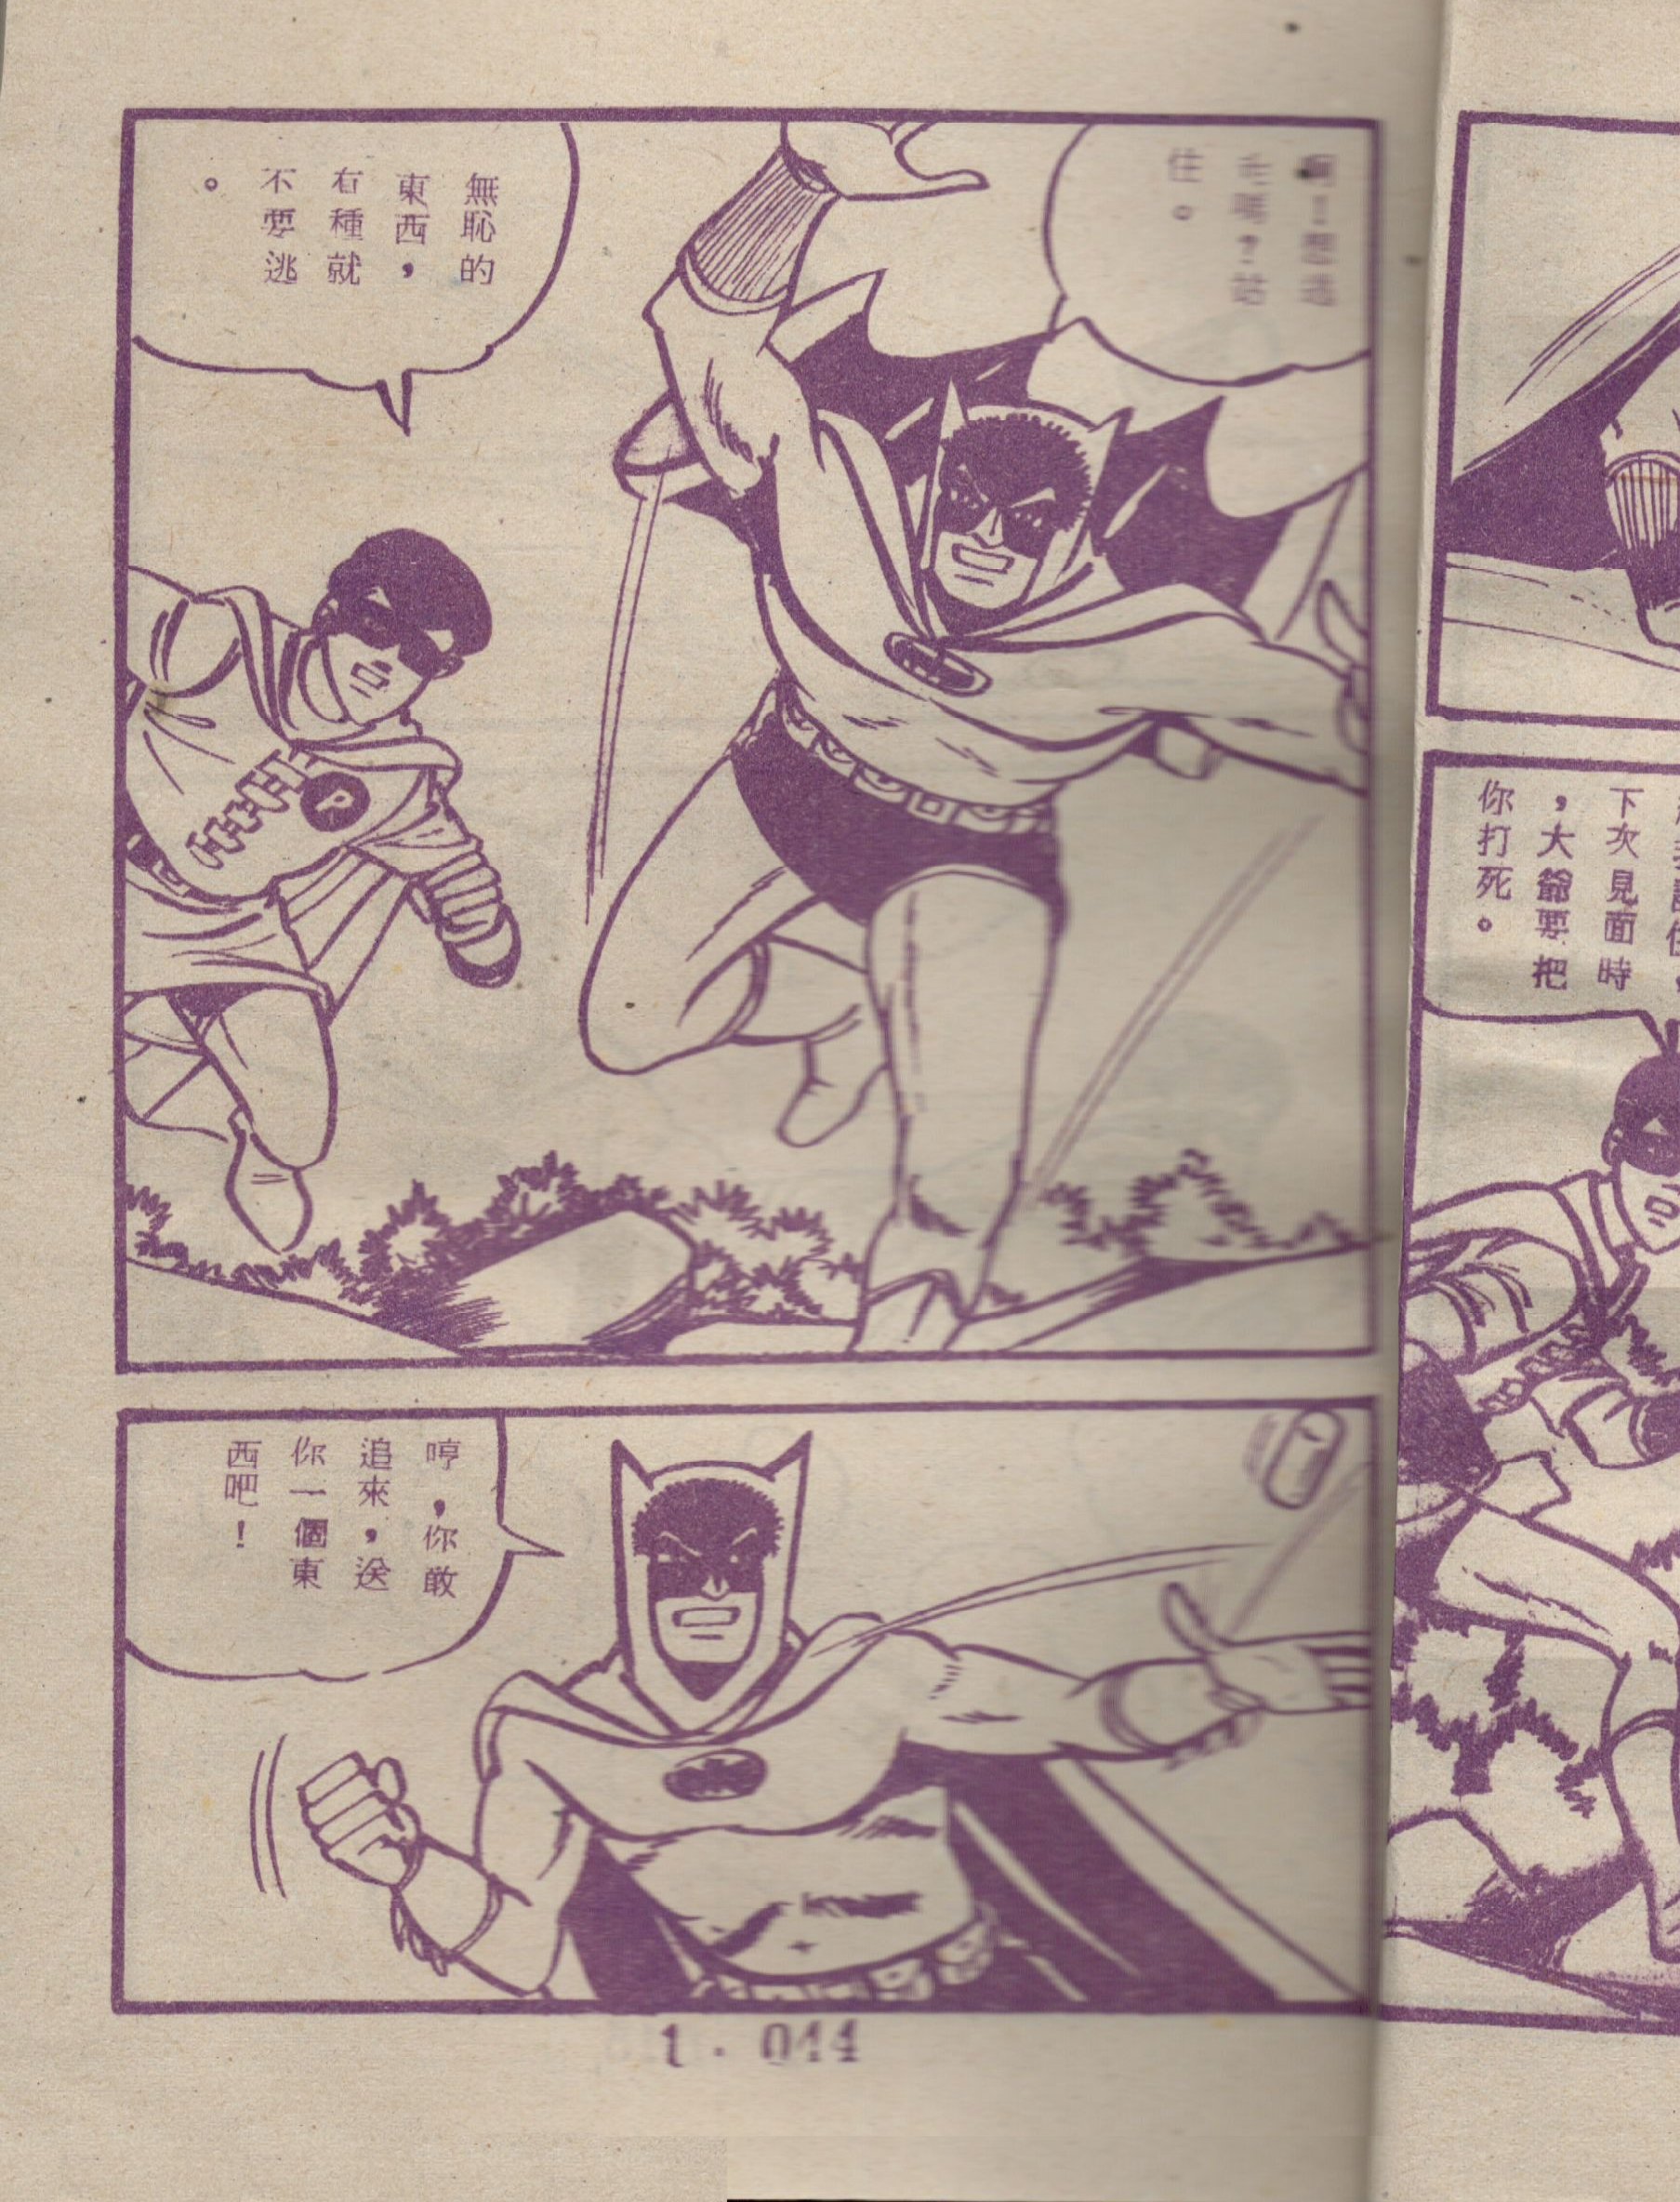 下次見面時
，大爺要把
你打死。
啊！想逃
嗎？站
住。
無恥的
東西，
有種就
不要逃
。
R
哼，你敢
追來，送
你一個東
西吧！
1·044